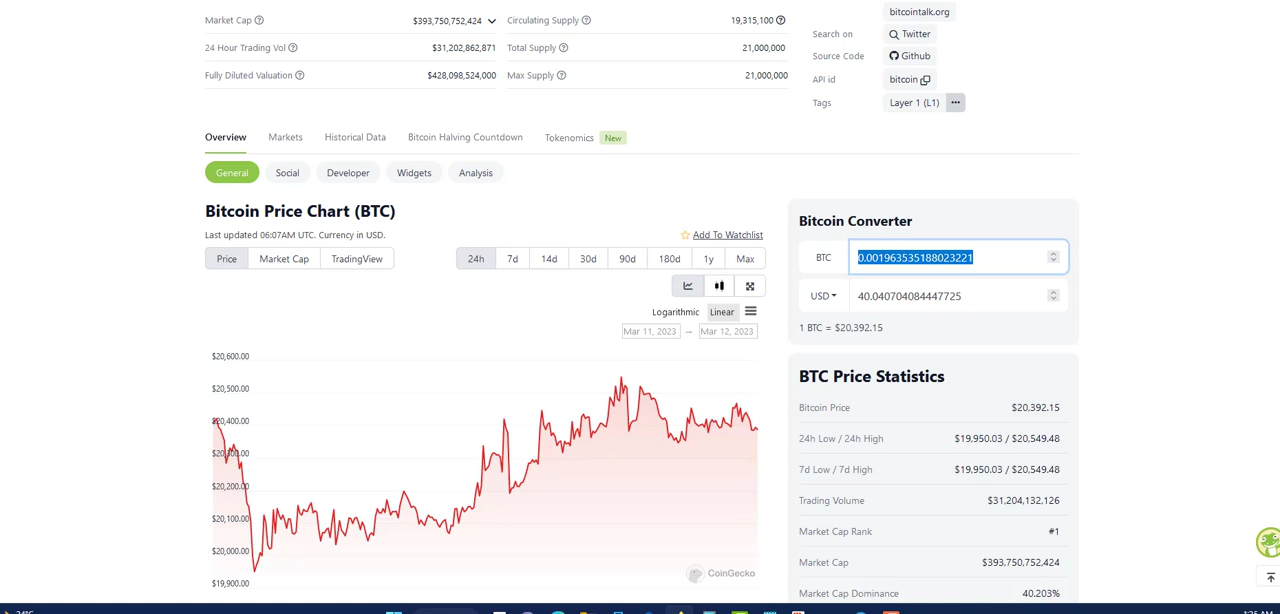 bitcointalk.org
Market Cap $393,750,752,424 Circulating Supply 19,315,100
Search on Twitter
24 Hour Trading Vol $31,202,862,871 Total Supply 21,000,000
Source Code Github
Fully Diluted Valuation $428,098,524,000 Max Supply 21,000,000
API id bitcoin
Tags Layer 1 (L1)
Overview Markets Historical Data Bitcoin Halving Countdown Tokenomics New
General Social Developer Widgets Analysis
Bitcoin Price Chart (BTC)
Last updated 06:07AM UTC. Currency in USD.
Add To Watchlist
Price Market Cap TradingView 24h 7d 14d 30d 90d 180d 1y Max
Logarithmic Linear
Mar 11, 2023 → Mar 12, 2023
$20,600.00
$20,500.00
$20,400.00
$20,300.00
$20,200.00
$20,100.00
$20,000.00
$19,900.00
CoinGecko
Bitcoin Converter
BTC 0.001963535188023221
USD 40.040704084447725
1 BTC = $20,392.15
BTC Price Statistics
Bitcoin Price $20,392.15
24h Low / 24h High $19,950.03 / $20,549.48
7d Low / 7d High $19,950.03 / $20,549.48
Trading Volume $31,204,132,126
Market Cap Rank #1
Market Cap $393,750,752,424
Market Cap Dominance 40.203%